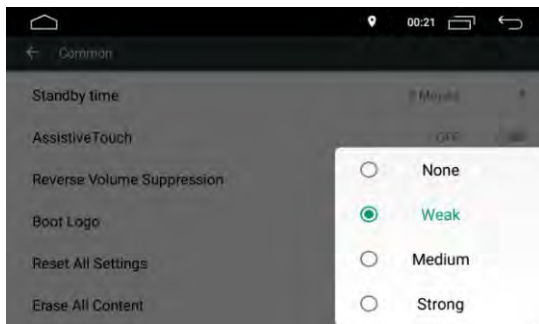 00:21
Common
Standby time
AssistiveTouch OFF
Reverse Volume Suppression
None
Boot Logo
Weak
Reset All Settings
Medium
Erase All Content
Strong